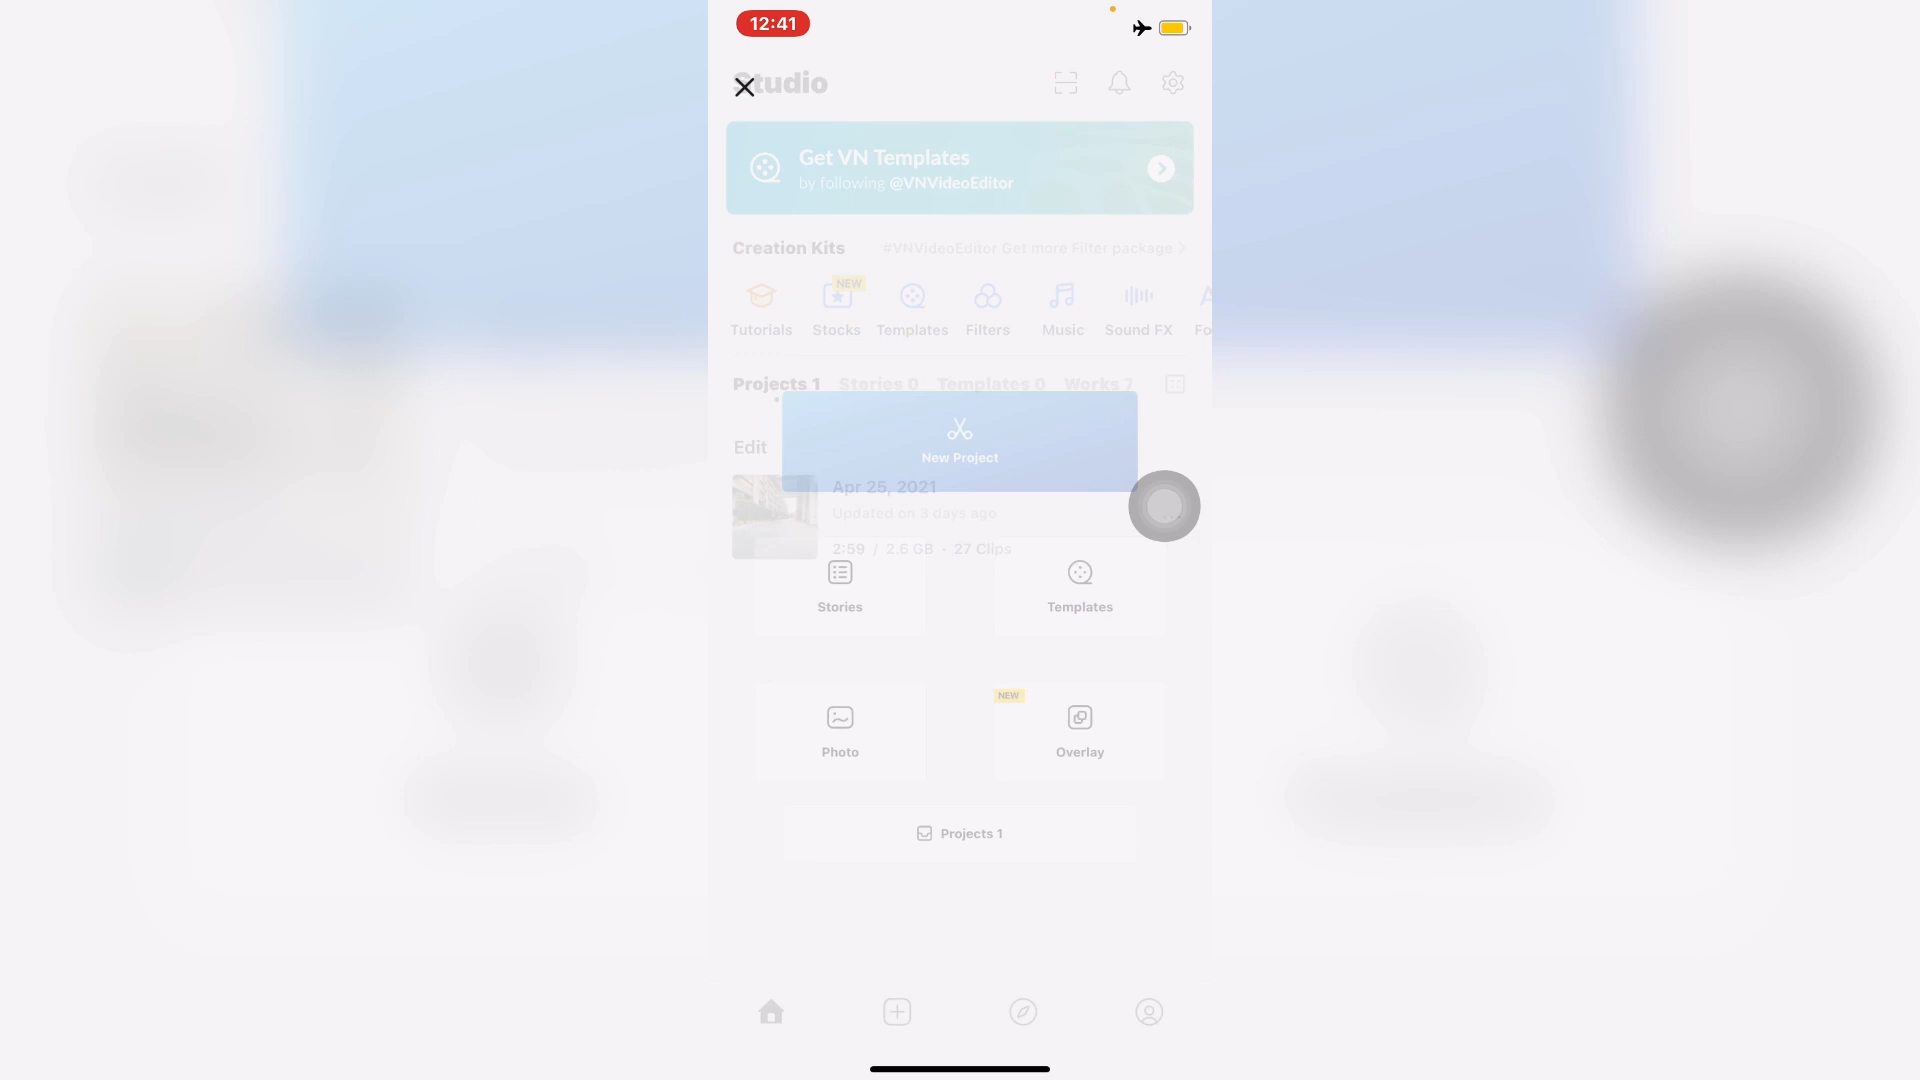 12:41
Studio
Get VN Templates
by following @VNVideoEditor
Creation Kits #VNVideoEditor Get more Filter package
NEW
Tutorials Stocks Templates Filters Music Sound FX Fo
Projects 1 Stories 0 Templates 0 Works 7
New Project
Edit
Apr 25, 2021
Updated on 3 days ago
2:59 / 2.6 GB - 27 Clips
Stories Templates
NEW
Photo Overlay
Projects 1